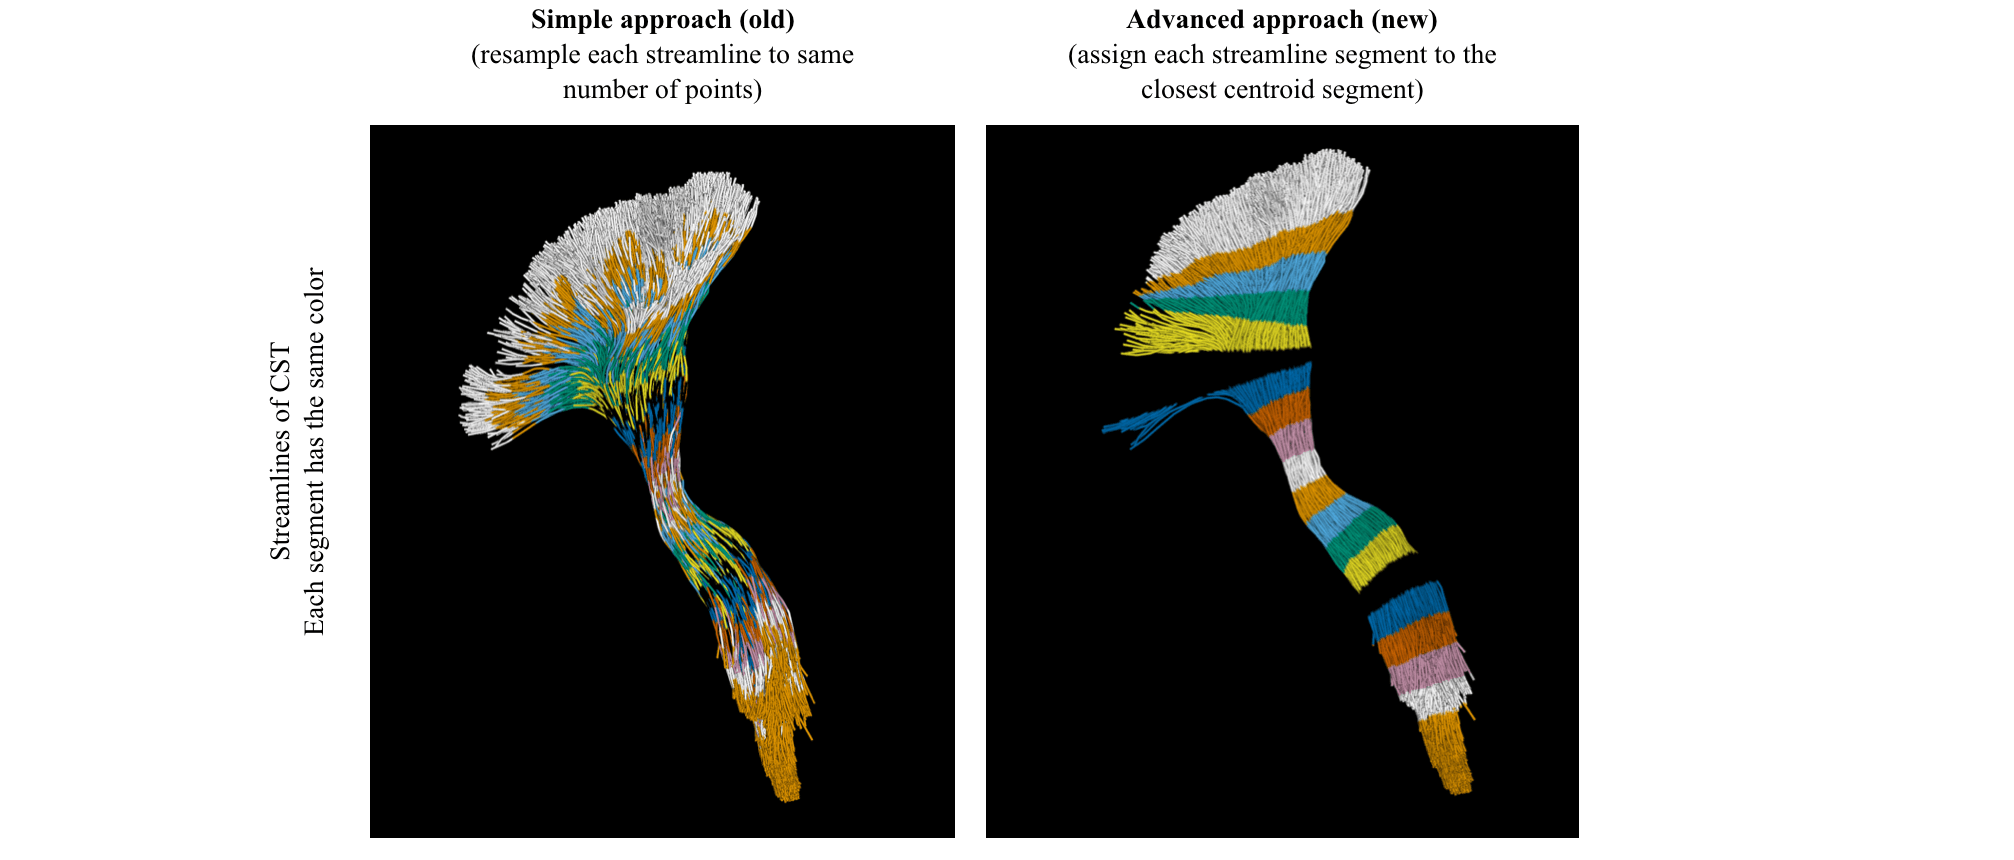 Simple approach (old)
(resample each streamline to same
number of points)
Advanced approach (new)
(assign each streamline segment to the
closest centroid segment)
Streamlines of CST
Each segment has the same color